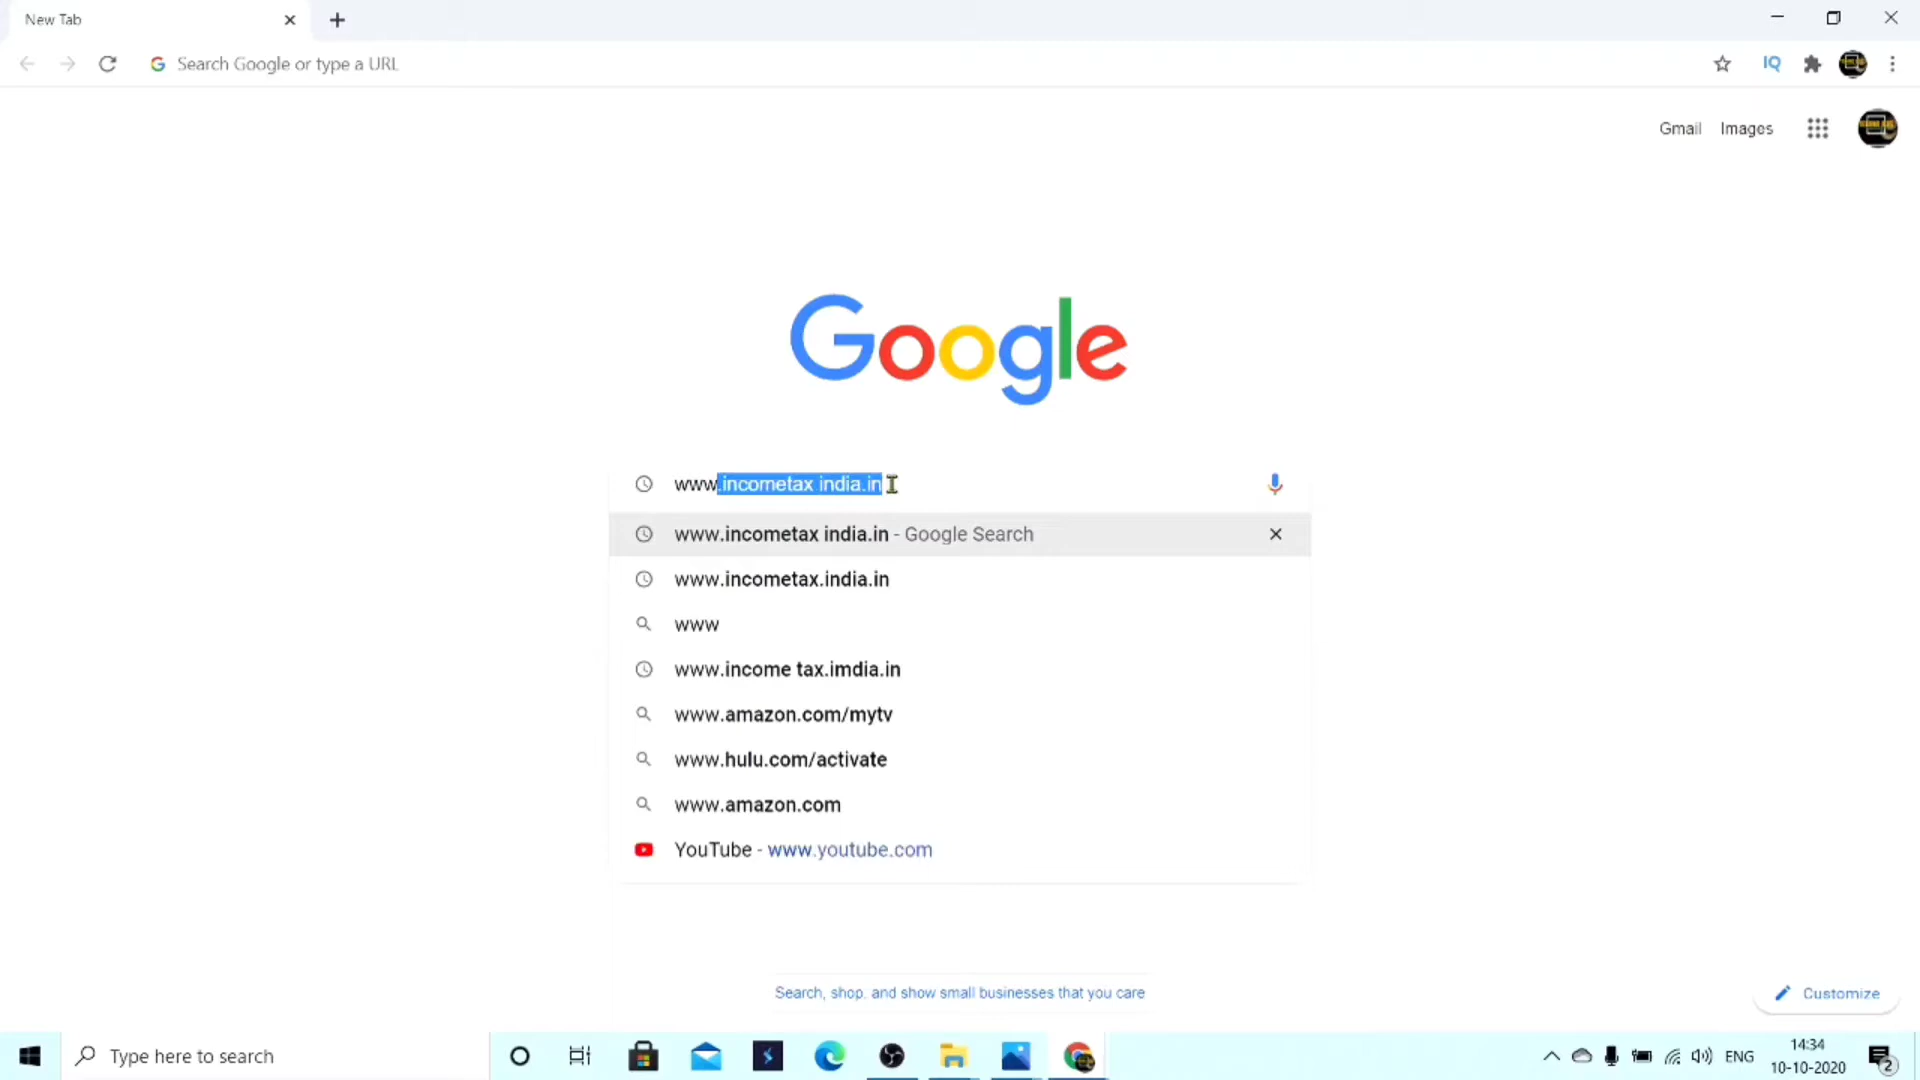 New Tab
Search Google or type a URL
IQ
Gmail Images
Google
www.incometax india.in
www.incometax india.in - Google Search
www.incometax.india.in
www
www.income tax.imdia.in
www.amazon.com/mytv
www.hulu.com/activate
www.amazon.com
YouTube - www.youtube.com
Search, shop, and show small businesses that you care
Customize
Type here to search
ENG
14:34
10-10-2020
2